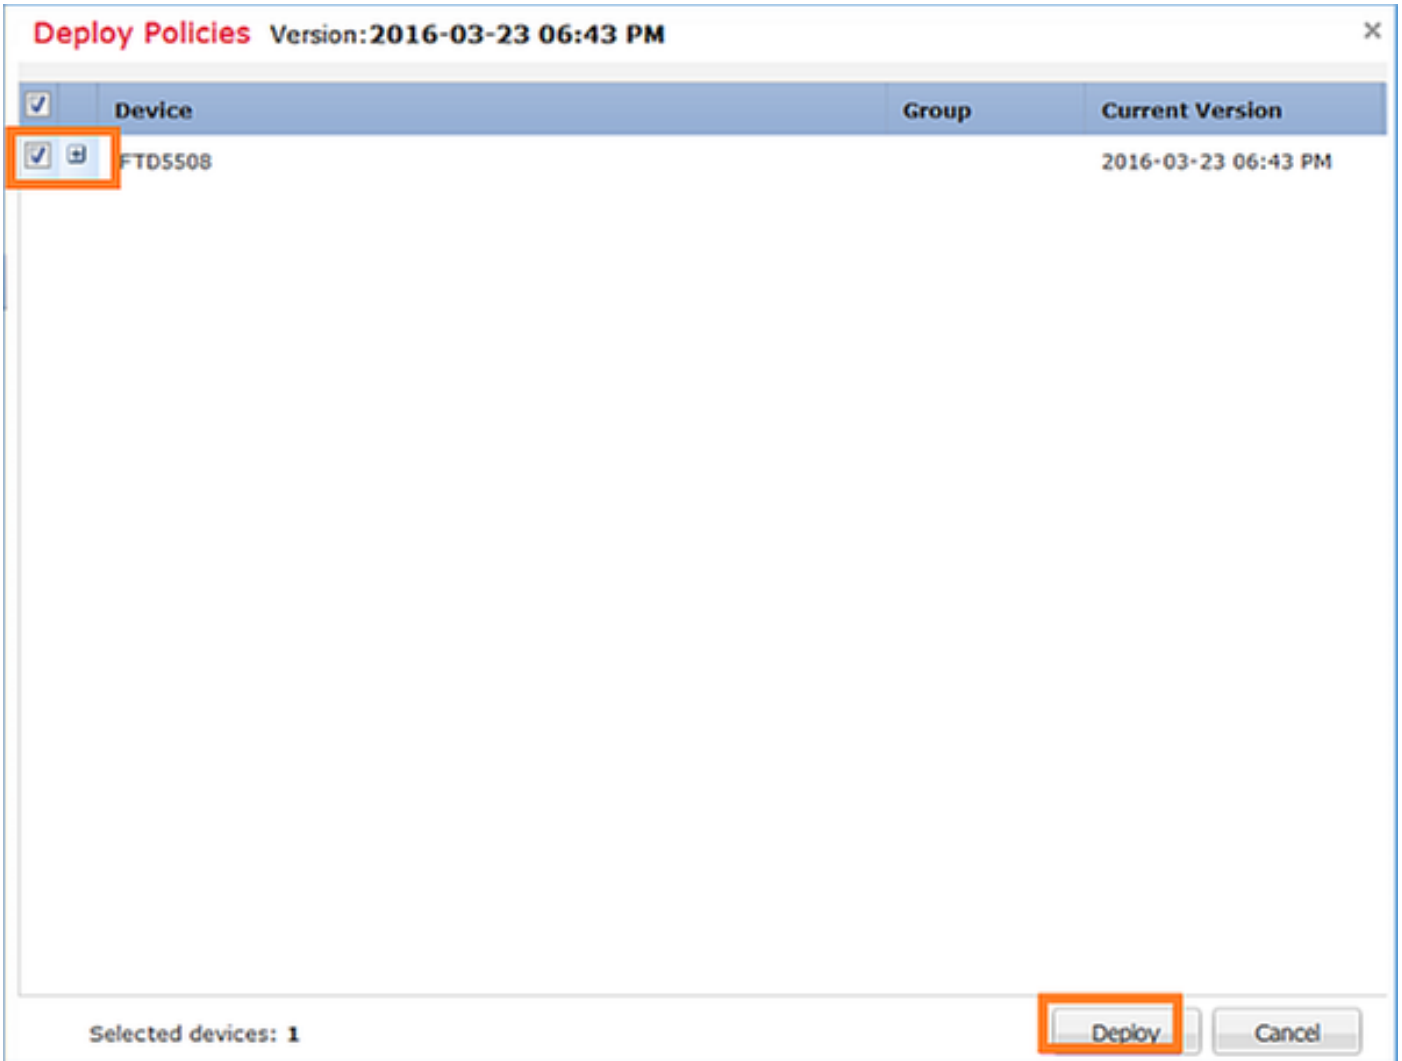 Deploy Policies Version:2016-03-23 06:43 PM
Device Group Current Version
FTD5508 2016-03-23 06:43 PM
Selected devices: 1 Deploy Cancel